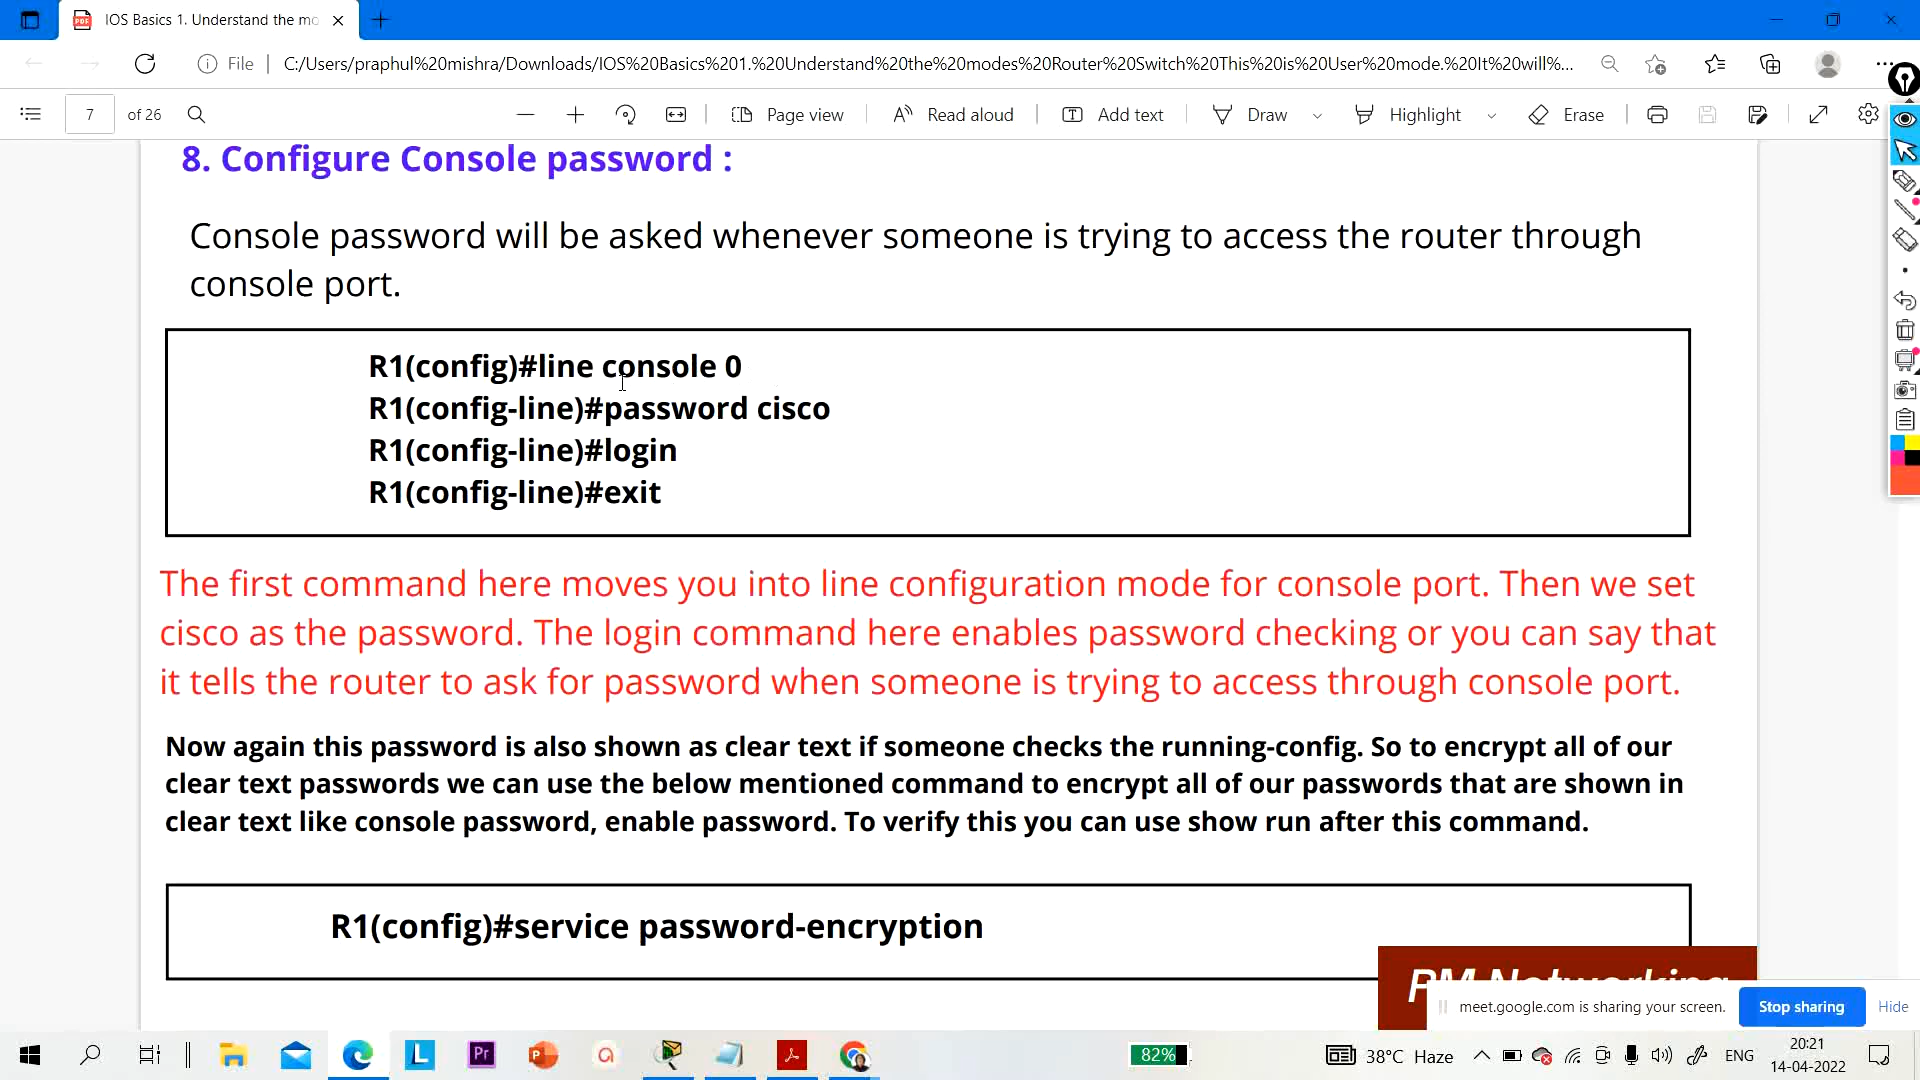 IOS Basics 1. Understand the mo
File
C:/Users/praphul%20mishra/Downloads/IOS%20Basics%201.%20Understand%20the%20modes%20Router%20Switch%20This%20is%20User%20mode.%20It%20will%...
7 of 26
Page view
Read aloud
Add text
Draw
Highlight
Erase
8. Configure Console password :
Console password will be asked whenever someone is trying to access the router through
console port.
R1(config)#line console 0
R1(config-line)#password cisco
R1(config-line)#login
R1(config-line)#exit
The first command here moves you into line configuration mode for console port. Then we set
cisco as the password. The login command here enables password checking or you can say that
it tells the router to ask for password when someone is trying to access through console port.
Now again this password is also shown as clear text if someone checks the running-config. So to encrypt all of our
clear text passwords we can use the below mentioned command to encrypt all of our passwords that are shown in
clear text like console password, enable password. To verify this you can use show run after this command.
R1(config)#service password-encryption
PM Networking
meet.google.com is sharing your screen.
Stop sharing
Hide
82%
38°C Haze
ENG
20:21
14-04-2022